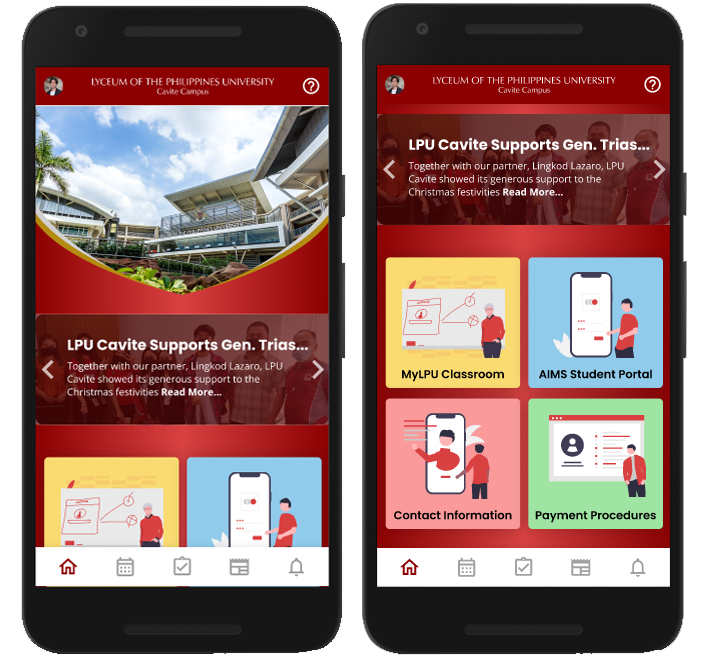 LYCEUM OF THE PHILIPPINES UNIVERSITY
Cavite Campus
LPU Cavite Supports Gen. Trias...
Together with our partner, Lingkod Lazaro, LPU
Cavite showed its generous support to the
Christmas festivities Read More...
LYCEUM OF THE PHILIPPINES UNIVERSITY
Cavite Campus
LPU Cavite Supports Gen. Trias...
Together with our partner, Lingkod Lazaro, LPU
Cavite showed its generous support to the
Christmas festivities Read More...
MyLPU Classroom
AIMS Student Portal
Contact Information
Payment Procedures